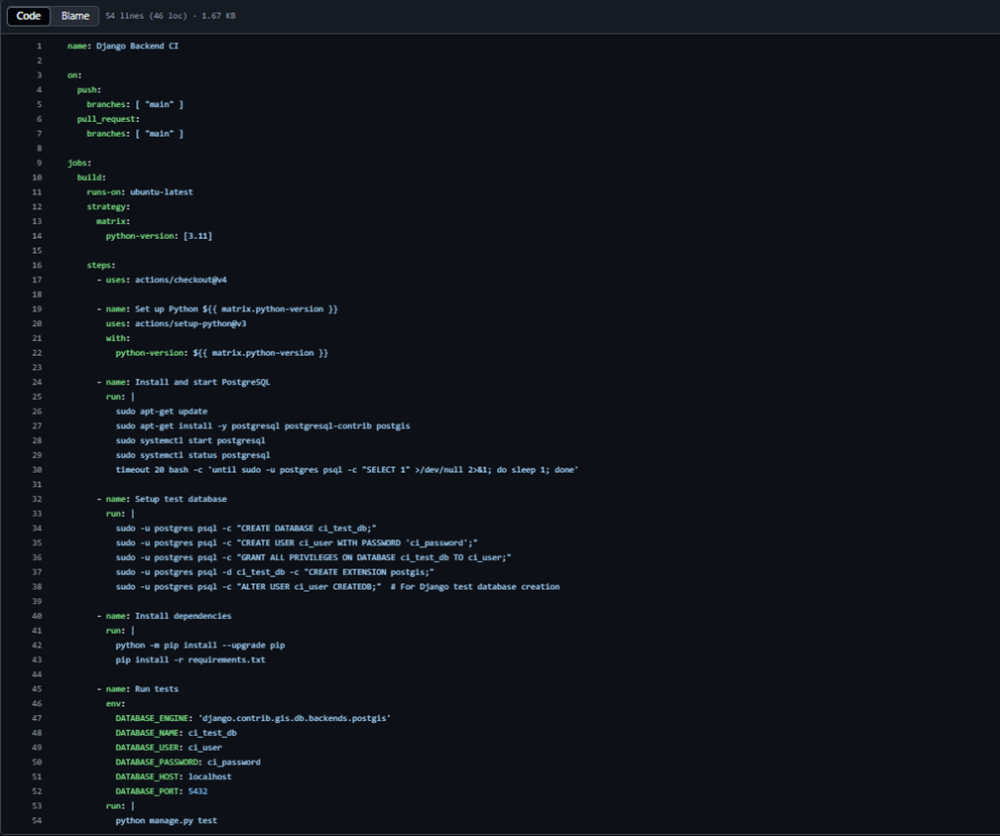 Code Blame 54 lines (46 loc) · 1.67 KB
1 name: Django Backend CI
2
3 on:
4   push:
5     branches: [ "main" ]
6   pull_request:
7     branches: [ "main" ]
8
9 jobs:
10   build:
11     runs-on: ubuntu-latest
12     strategy:
13       matrix:
14         python-version: [3.11]
15
16     steps:
17       - uses: actions/checkout@v4
18
19       - name: Set up Python ${{ matrix.python-version }}
20         uses: actions/setup-python@v3
21         with:
22           python-version: ${{ matrix.python-version }}
23
24       - name: Install and start PostgreSQL
25         run: |
26           sudo apt-get update
27           sudo apt-get install -y postgresql postgresql-contrib postgis
28           sudo systemctl start postgresql
29           sudo systemctl status postgresql
30           timeout 20 bash -c 'until sudo -u postgres psql -c "SELECT 1" >/dev/null 2>&1; do sleep 1; done'
31
32       - name: Setup test database
33         run: |
34           sudo -u postgres psql -c "CREATE DATABASE ci_test_db;"
35           sudo -u postgres psql -c "CREATE USER ci_user WITH PASSWORD 'ci_password';"
36           sudo -u postgres psql -c "GRANT ALL PRIVILEGES ON DATABASE ci_test_db TO ci_user;"
37           sudo -u postgres psql -d ci_test_db -c "CREATE EXTENSION postgis;"
38           sudo -u postgres psql -c "ALTER USER ci_user CREATEDB;"  # For Django test database creation
39
40       - name: Install dependencies
41         run: |
42           python -m pip install --upgrade pip
43           pip install -r requirements.txt
44
45       - name: Run tests
46         env:
47           DATABASE_ENGINE: 'django.contrib.gis.db.backends.postgis'
48           DATABASE_NAME: ci_test_db
49           DATABASE_USER: ci_user
50           DATABASE_PASSWORD: ci_password
51           DATABASE_HOST: localhost
52           DATABASE_PORT: 5432
53         run: |
54           python manage.py test